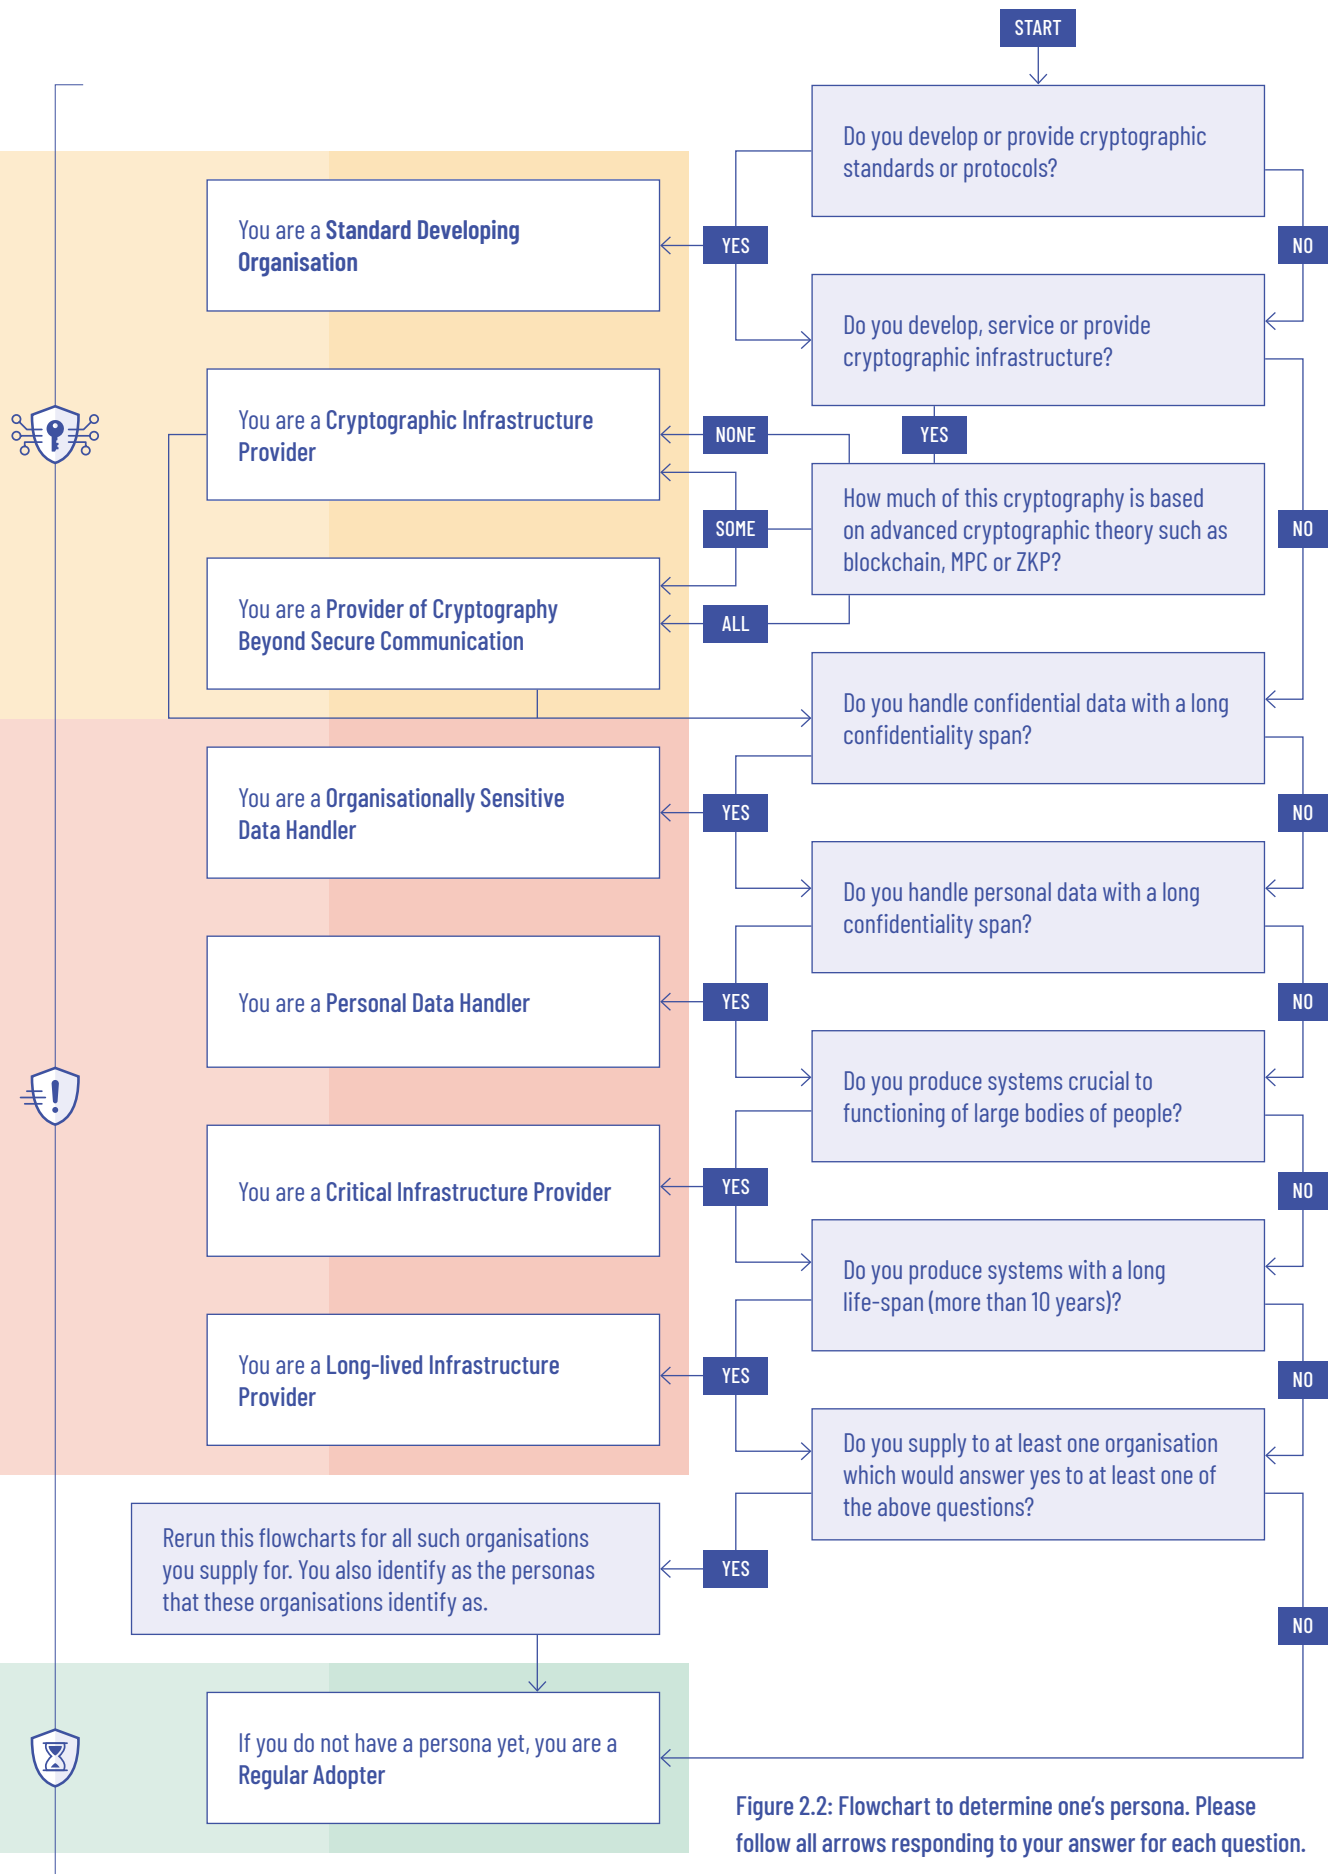 START
Do you develop or provide cryptographic
standards or protocols?
You are a Standard Developing
Organisation
YES
NO
Do you develop, service or provide
cryptographic infrastructure?
You are a Cryptographic Infrastructure
Provider
NONE
YES
How much of this cryptography is based
on advanced cryptographic theory such as
blockchain, MPC or ZKP?
SOME
NO
You are a Provider of Cryptography
Beyond Secure Communication
ALL
Do you handle confidential data with a long
confidentiality span?
You are a Organisationally Sensitive
Data Handler
YES
NO
Do you handle personal data with a long
confidentiality span?
You are a Personal Data Handler
YES
NO
Do you produce systems crucial to
functioning of large bodies of people?
You are a Critical Infrastructure Provider
YES
NO
Do you produce systems with a long
life-span (more than 10 years)?
You are a Long-lived Infrastructure
Provider
YES
NO
Do you supply to at least one organisation
which would answer yes to at least one of
the above questions?
Rerun this flowcharts for all such organisations
you supply for. You also identify as the personas
that these organisations identify as.
YES
NO
If you do not have a persona yet, you are a
Regular Adopter
Figure 2.2: Flowchart to determine one’s persona. Please
follow all arrows responding to your answer for each question.